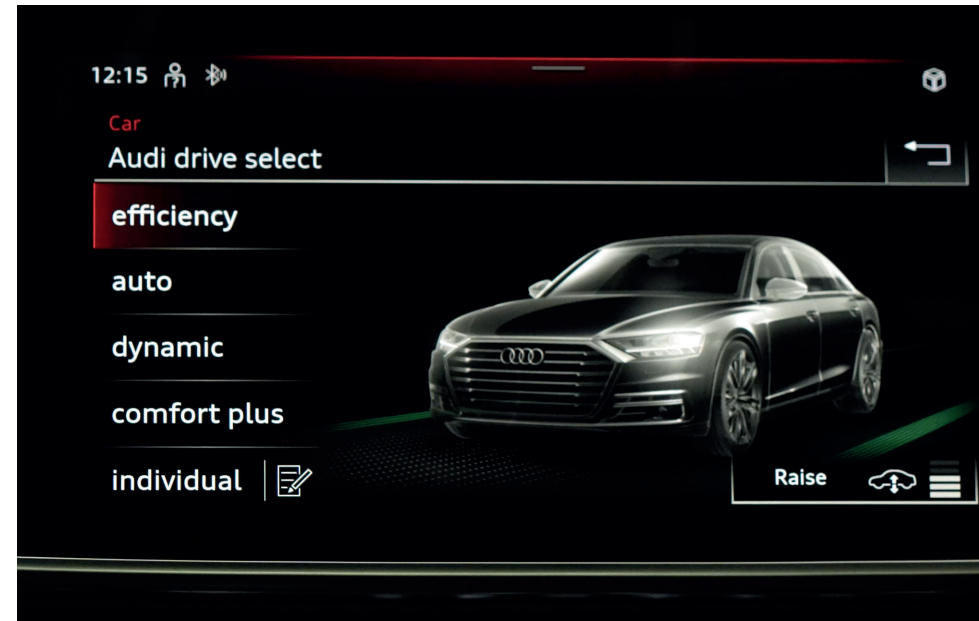 12:15
Car
Audi drive select
efficiency
auto
dynamic
comfort plus
individual
Raise